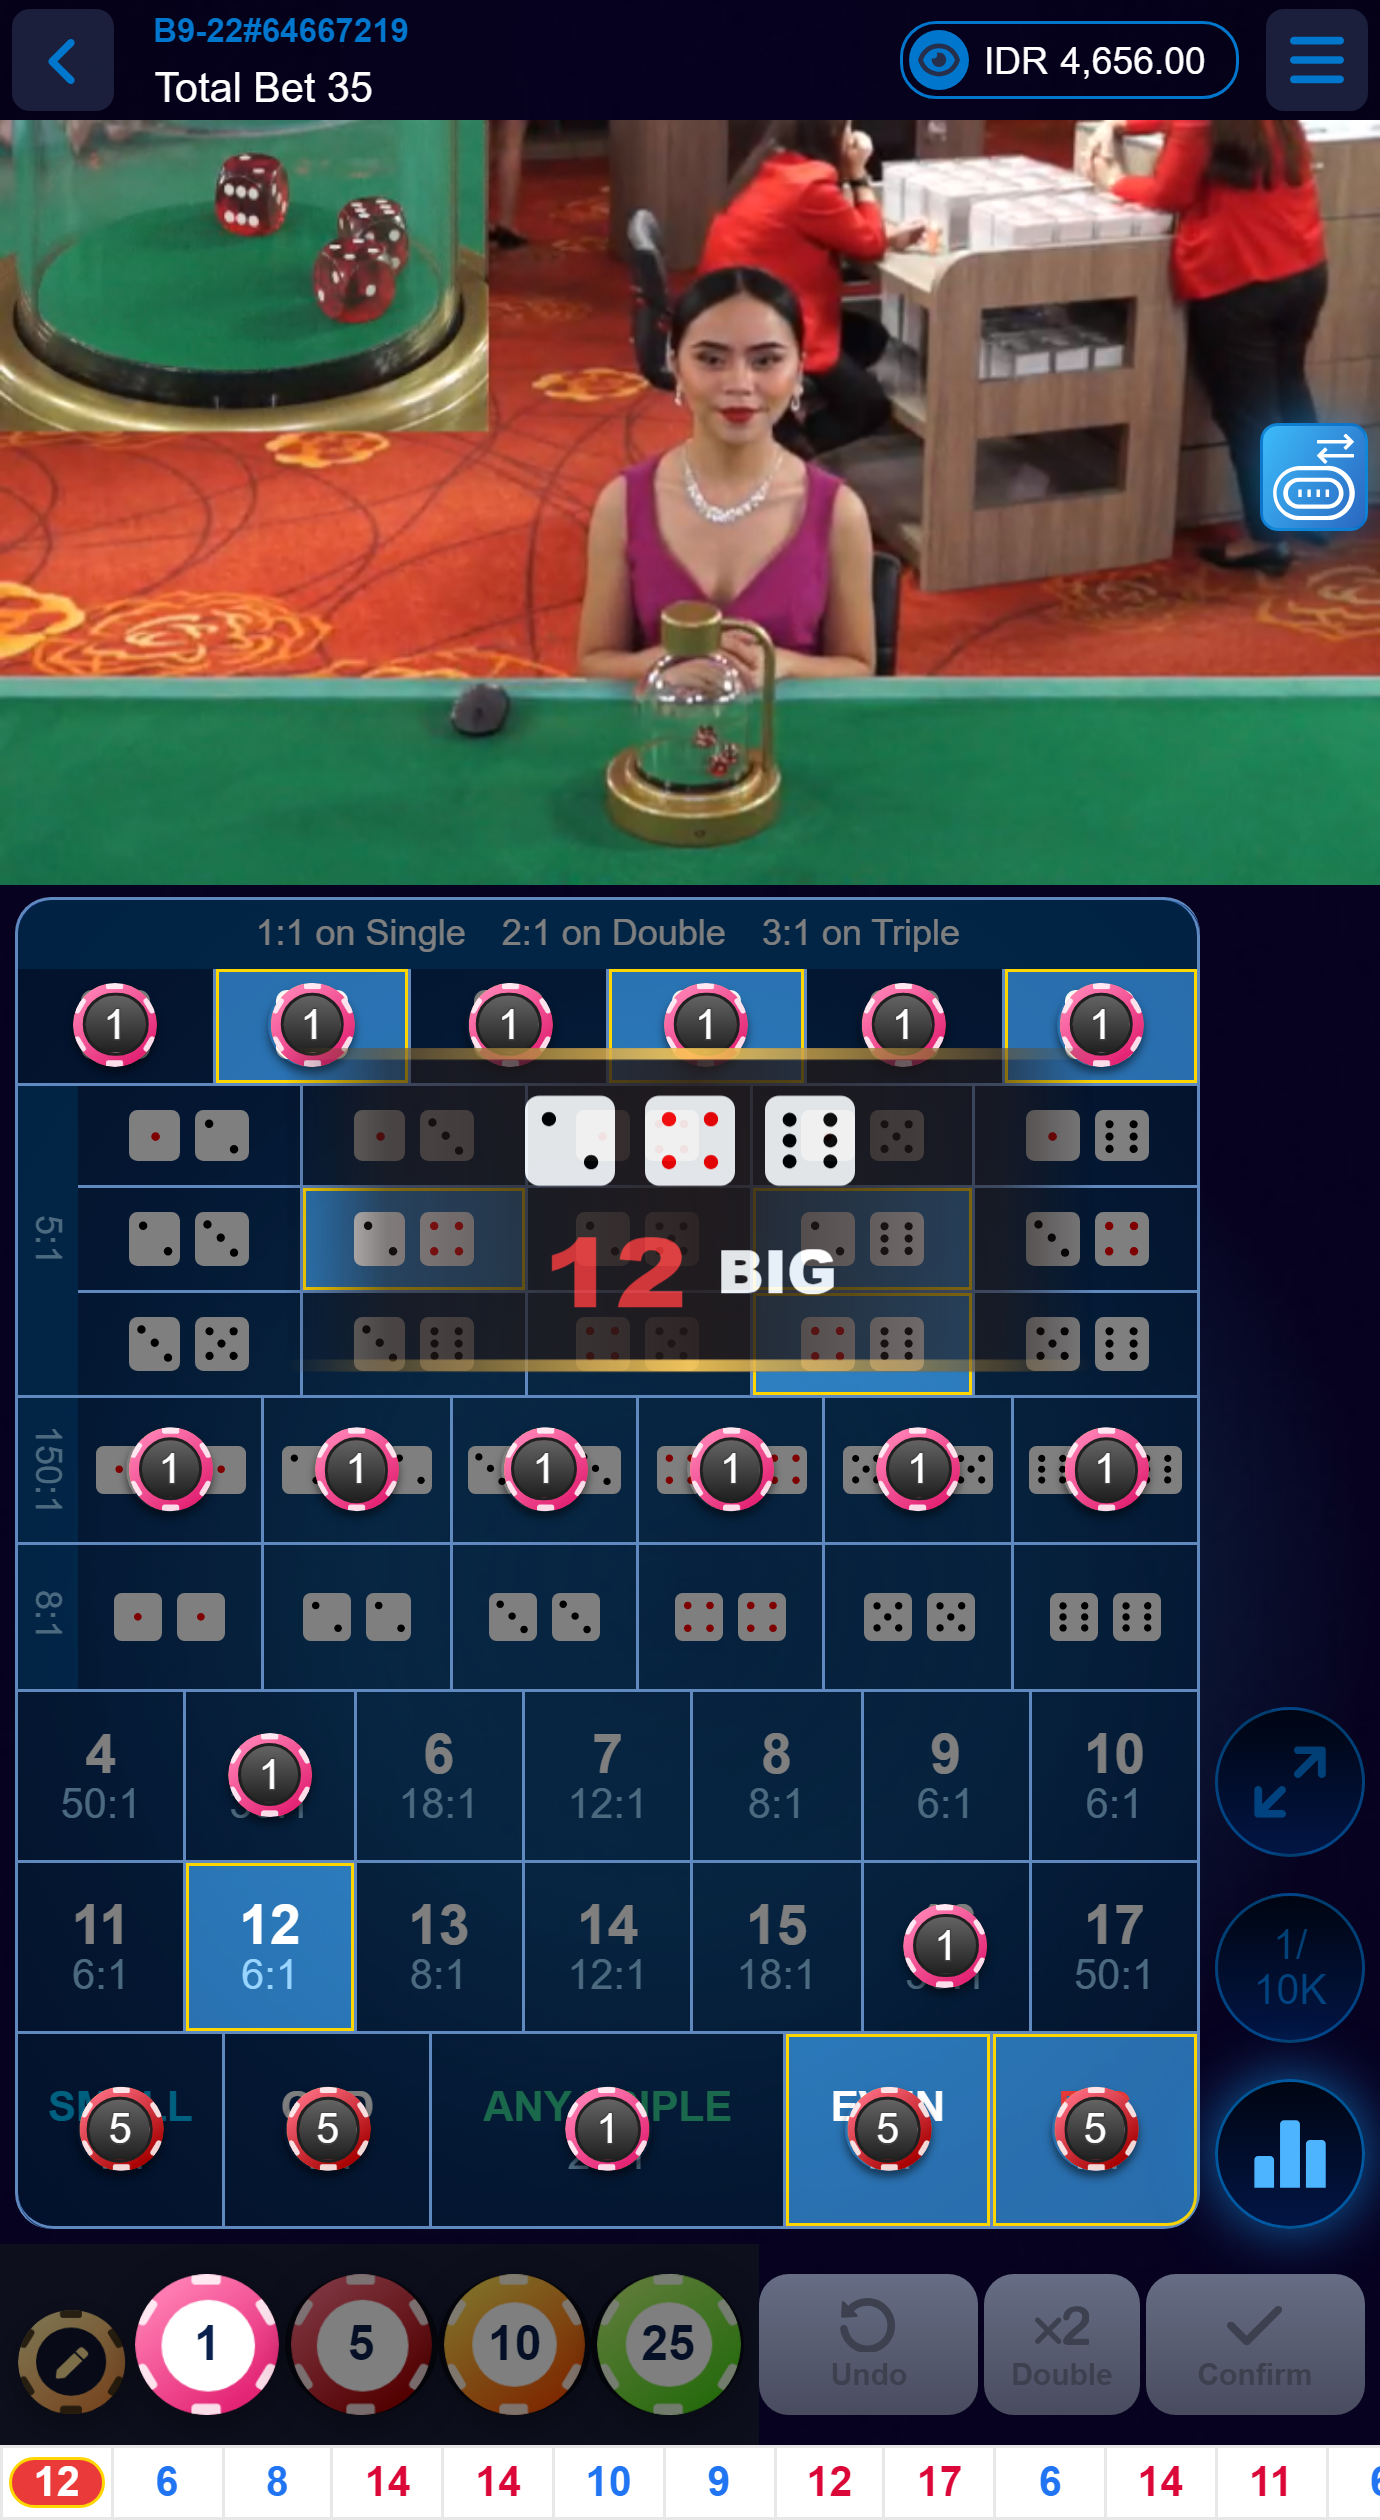 B9-22#64667219
Total Bet 35
IDR 4,656.00
1:1 on Single 2:1 on Double 3:1 on Triple
1 1 1 1 1 1
5:1
12 BIG
150:1
1 1 1 1 1 1
8:1
4 1 6 7 8 9 10
50:1 18:1 12:1 8:1 6:1 6:1
11 12 13 14 15 1 17
6:1 6:1 8:1 12:1 18:1 50:1
1/
10K
5 5 1 5 5
1 5 10 25
x2
Undo Double Confirm
12 6 8 14 14 10 9 12 17 6 14 11